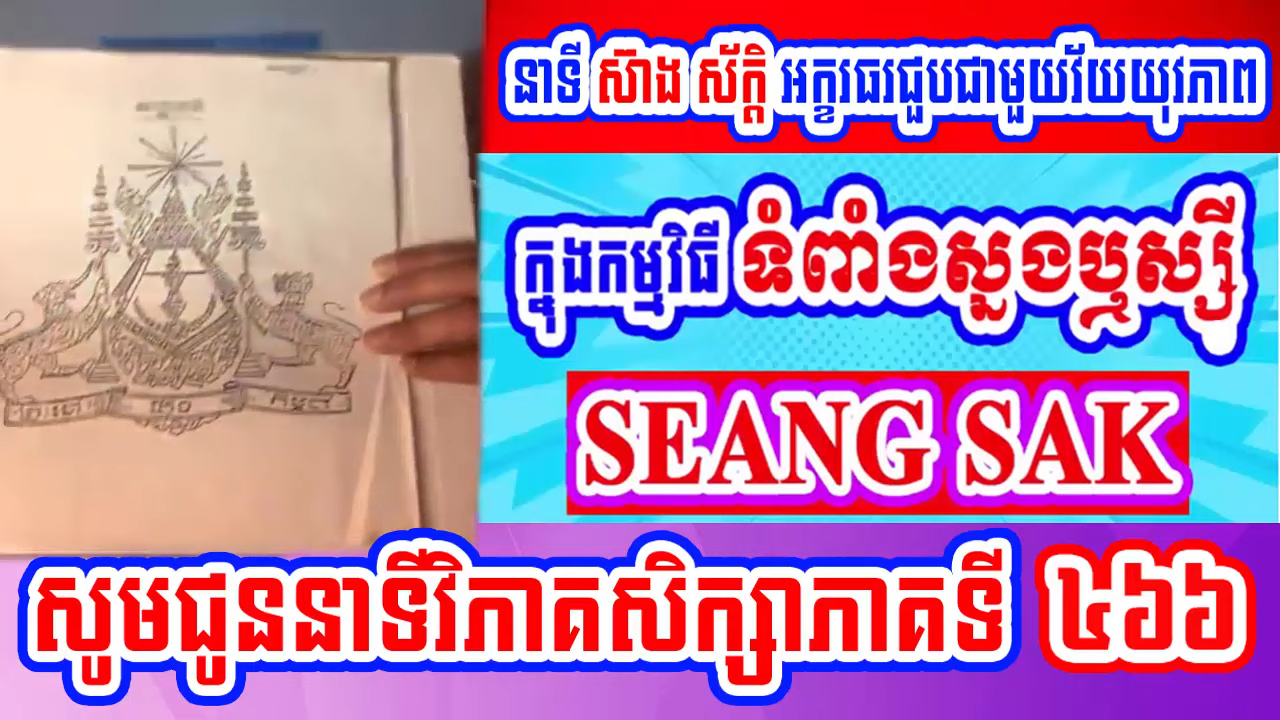 នាទី ស៊ាង ស័ក្តិ អក្ខរធរជួបជាមួយវ័យយុវភាព
ក្នុងកម្មវិធី ទំពាំងស្នងឫស្សី
SEANG SAK
សូមជូននាទីវិភាគសិក្សាភាគទី ៤៦៦